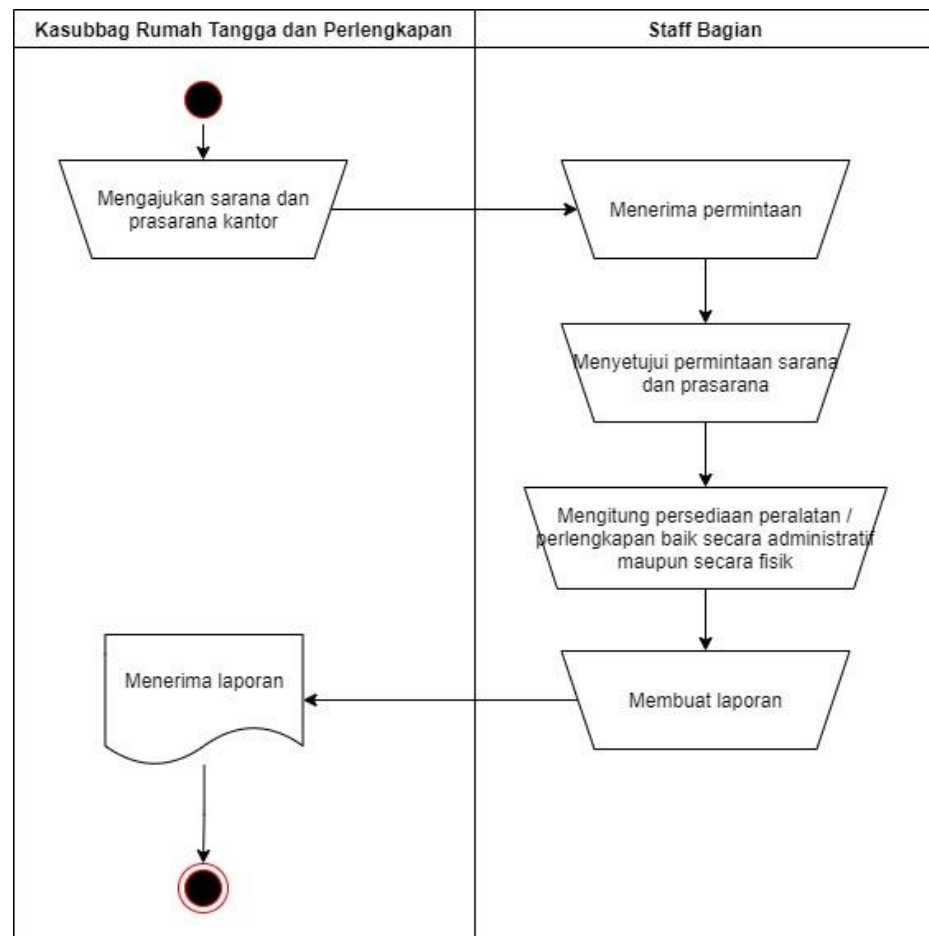 Kasubbag Rumah Tangga dan Perlengkapan
Staff Bagian
Mengajukan sarana dan
prasarana kantor
Menerima permintaan
Menyetujui permintaan sarana
dan prasarana
Mengitung persediaan peralatan /
perlengkapan baik secara administratif
maupun secara fisik
Membuat laporan
Menerima laporan